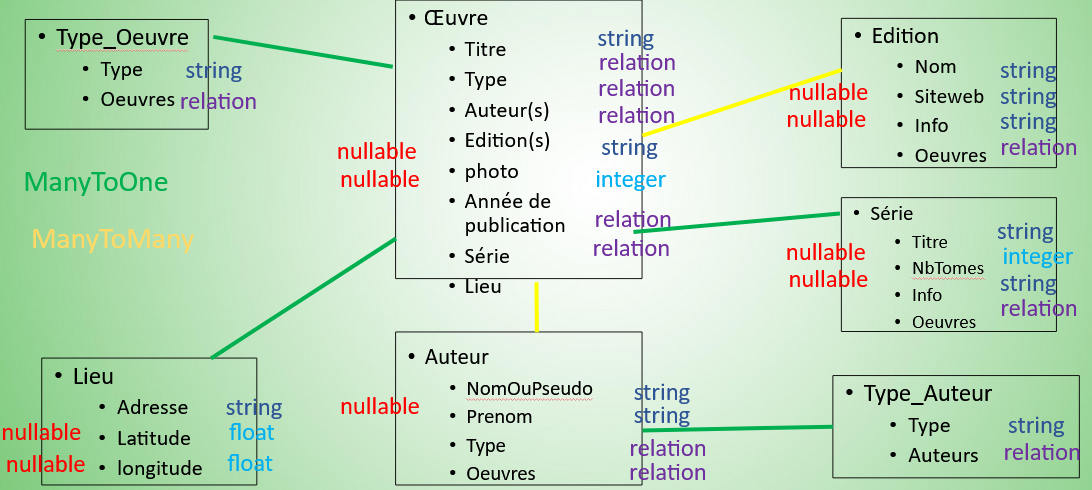 Type_Oeuvre
Type string
Oeuvres relation
ManyToOne
ManyToMany
Œuvre
Titre string
Type relation
Auteur(s) relation
Edition(s) relation
nullable photo string
nullable Année de integer
publication
Série relation
Lieu relation
Edition
Nom string
nullable Siteweb string
nullable Info string
Oeuvres relation
Série
Titre string
nullable NbTomes integer
nullable Info string
Oeuvres relation
Lieu
Adresse string
nullable Latitude float
nullable longitude float
Auteur
NomOuPseudo string
nullable Prenom string
Type relation
Oeuvres relation
Type_Auteur
Type string
Auteurs relation